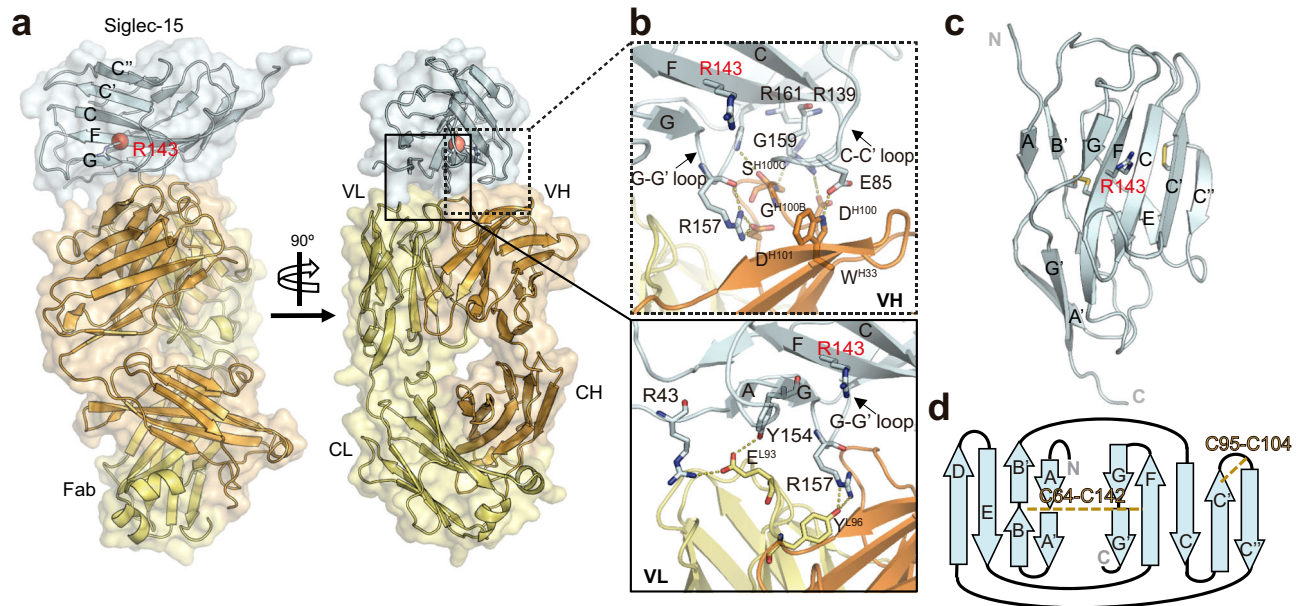 a
Siglec-15
C''
C'
C
F
G
R143
90º
Fab
VL
VH
CH
CL
b
F
C
R143
R161 R139
G
G159
C-C' loop
G-G' loop
S^H100C
E85
G^H100B
D^H100
R157
D^H101
W^H33
VH
C
F
R143
R43
A
G
G-G' loop
Y154
E^L93
R157
Y^L96
VL
c
N
A
B'
G'
F
C
R143
C'
C''
E
G'
A'
C
d
C95-C104
D
B'
A
N
G
F
C'
C64-C142
E
B
A'
G'
C
C
C''